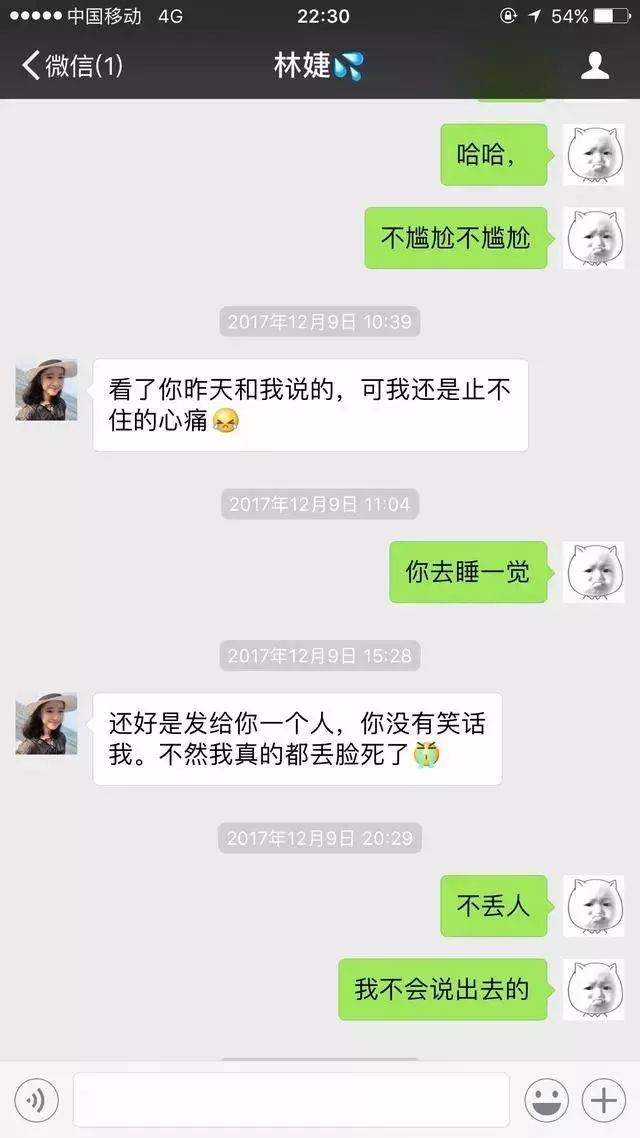 中国移动 4G 22:30 54%
微信(1) 林婕💦
哈哈，
不尴尬不尴尬
2017年12月9日 10:39
看了你昨天和我说的，可我还是止不
住的心痛😭
2017年12月9日 11:04
你去睡一觉
2017年12月9日 15:28
还好是发给你一个人，你没有笑话
我。不然我真的都丢脸死了😭
2017年12月9日 20:29
不丢人
我不会说出去的